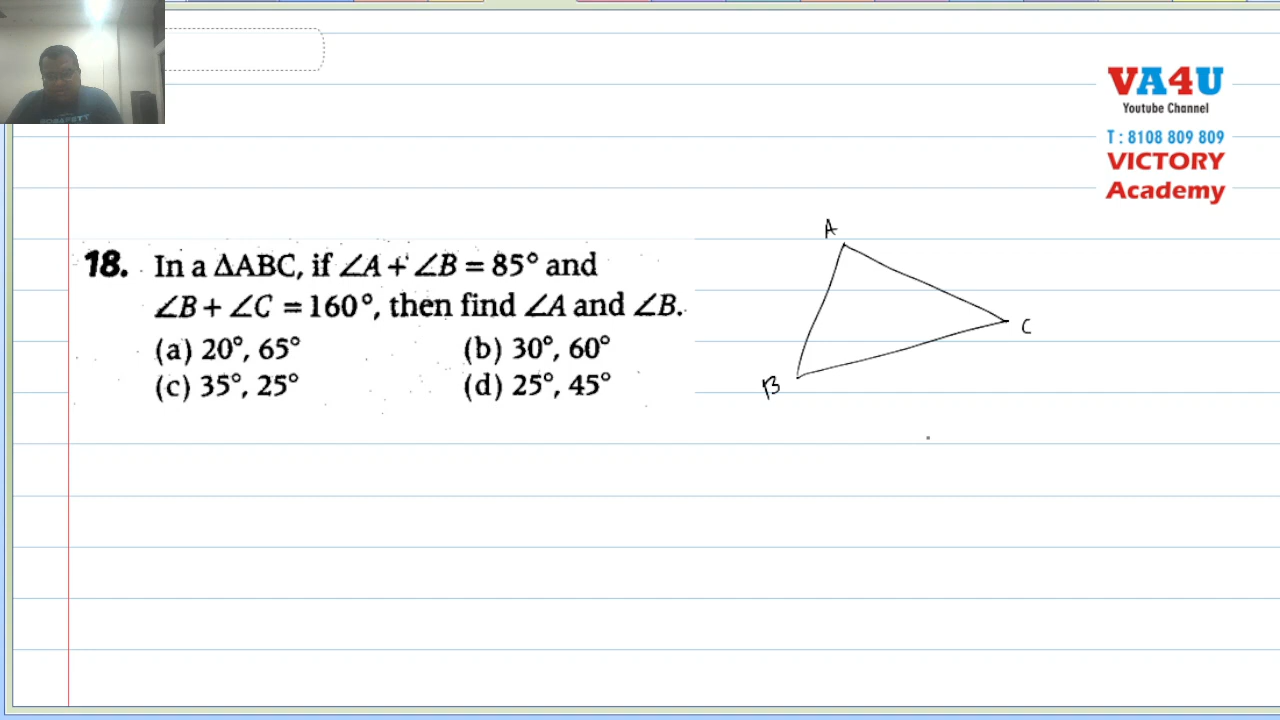 VA4U
Youtube Channel
T : 8108 809 809
VICTORY
Academy
18. In a ΔABC, if ∠A + ∠B = 85° and
∠B + ∠C = 160°, then find ∠A and ∠B.
(a) 20°, 65° (b) 30°, 60°
(c) 35°, 25° (d) 25°, 45°
A
C
B